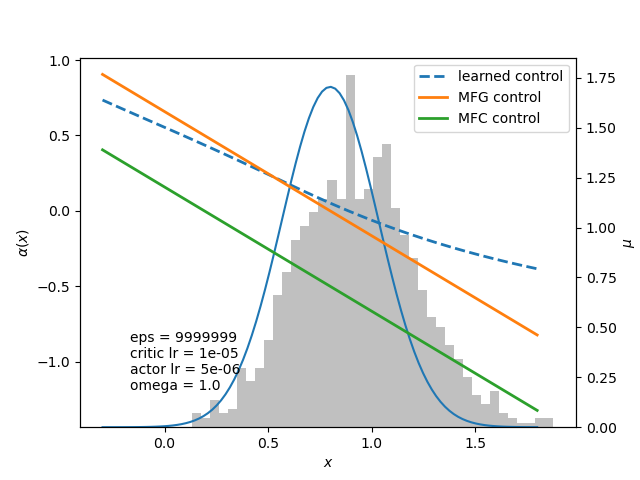 learned control
MFG control
MFC control
1.0
0.5
0.0
−0.5
−1.0
α(x)
1.75
1.50
1.25
1.00
0.75
0.50
0.25
0.00
μ
eps = 9999999
critic lr = 1e-05
actor lr = 5e-06
omega = 1.0
0.0 0.5 1.0 1.5
x